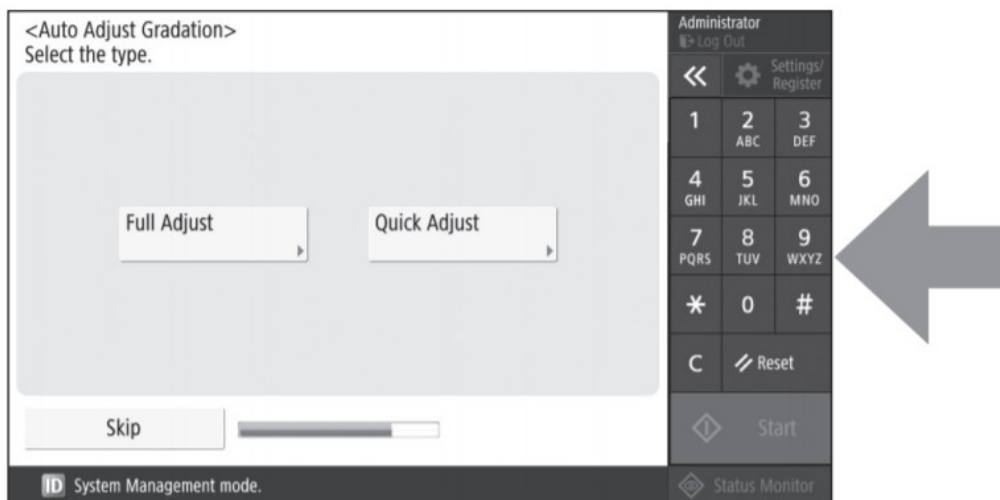 <Auto Adjust Gradation>
Select the type.
Full Adjust
Quick Adjust
Skip
ID System Management mode.
Administrator
Log Out
Settings/
Register
1
2
ABC
3
DEF
4
GHI
5
JKL
6
MNO
7
PQRS
8
TUV
9
WXYZ
* 0 #
C
Reset
Start
Status Monitor